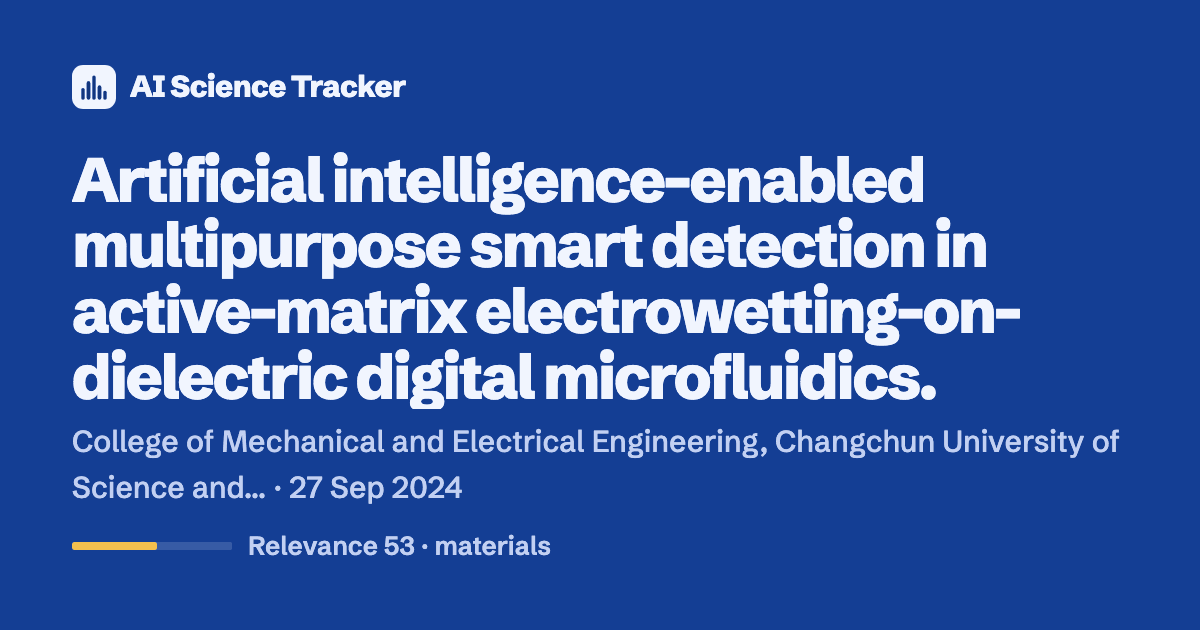 AI Science Tracker
Artificial intelligence-enabled
multipurpose smart detection in
active-matrix electrowetting-on-
dielectric digital microfluidics.
College of Mechanical and Electrical Engineering, Changchun University of
Science and... · 27 Sep 2024
Relevance 53 · materials